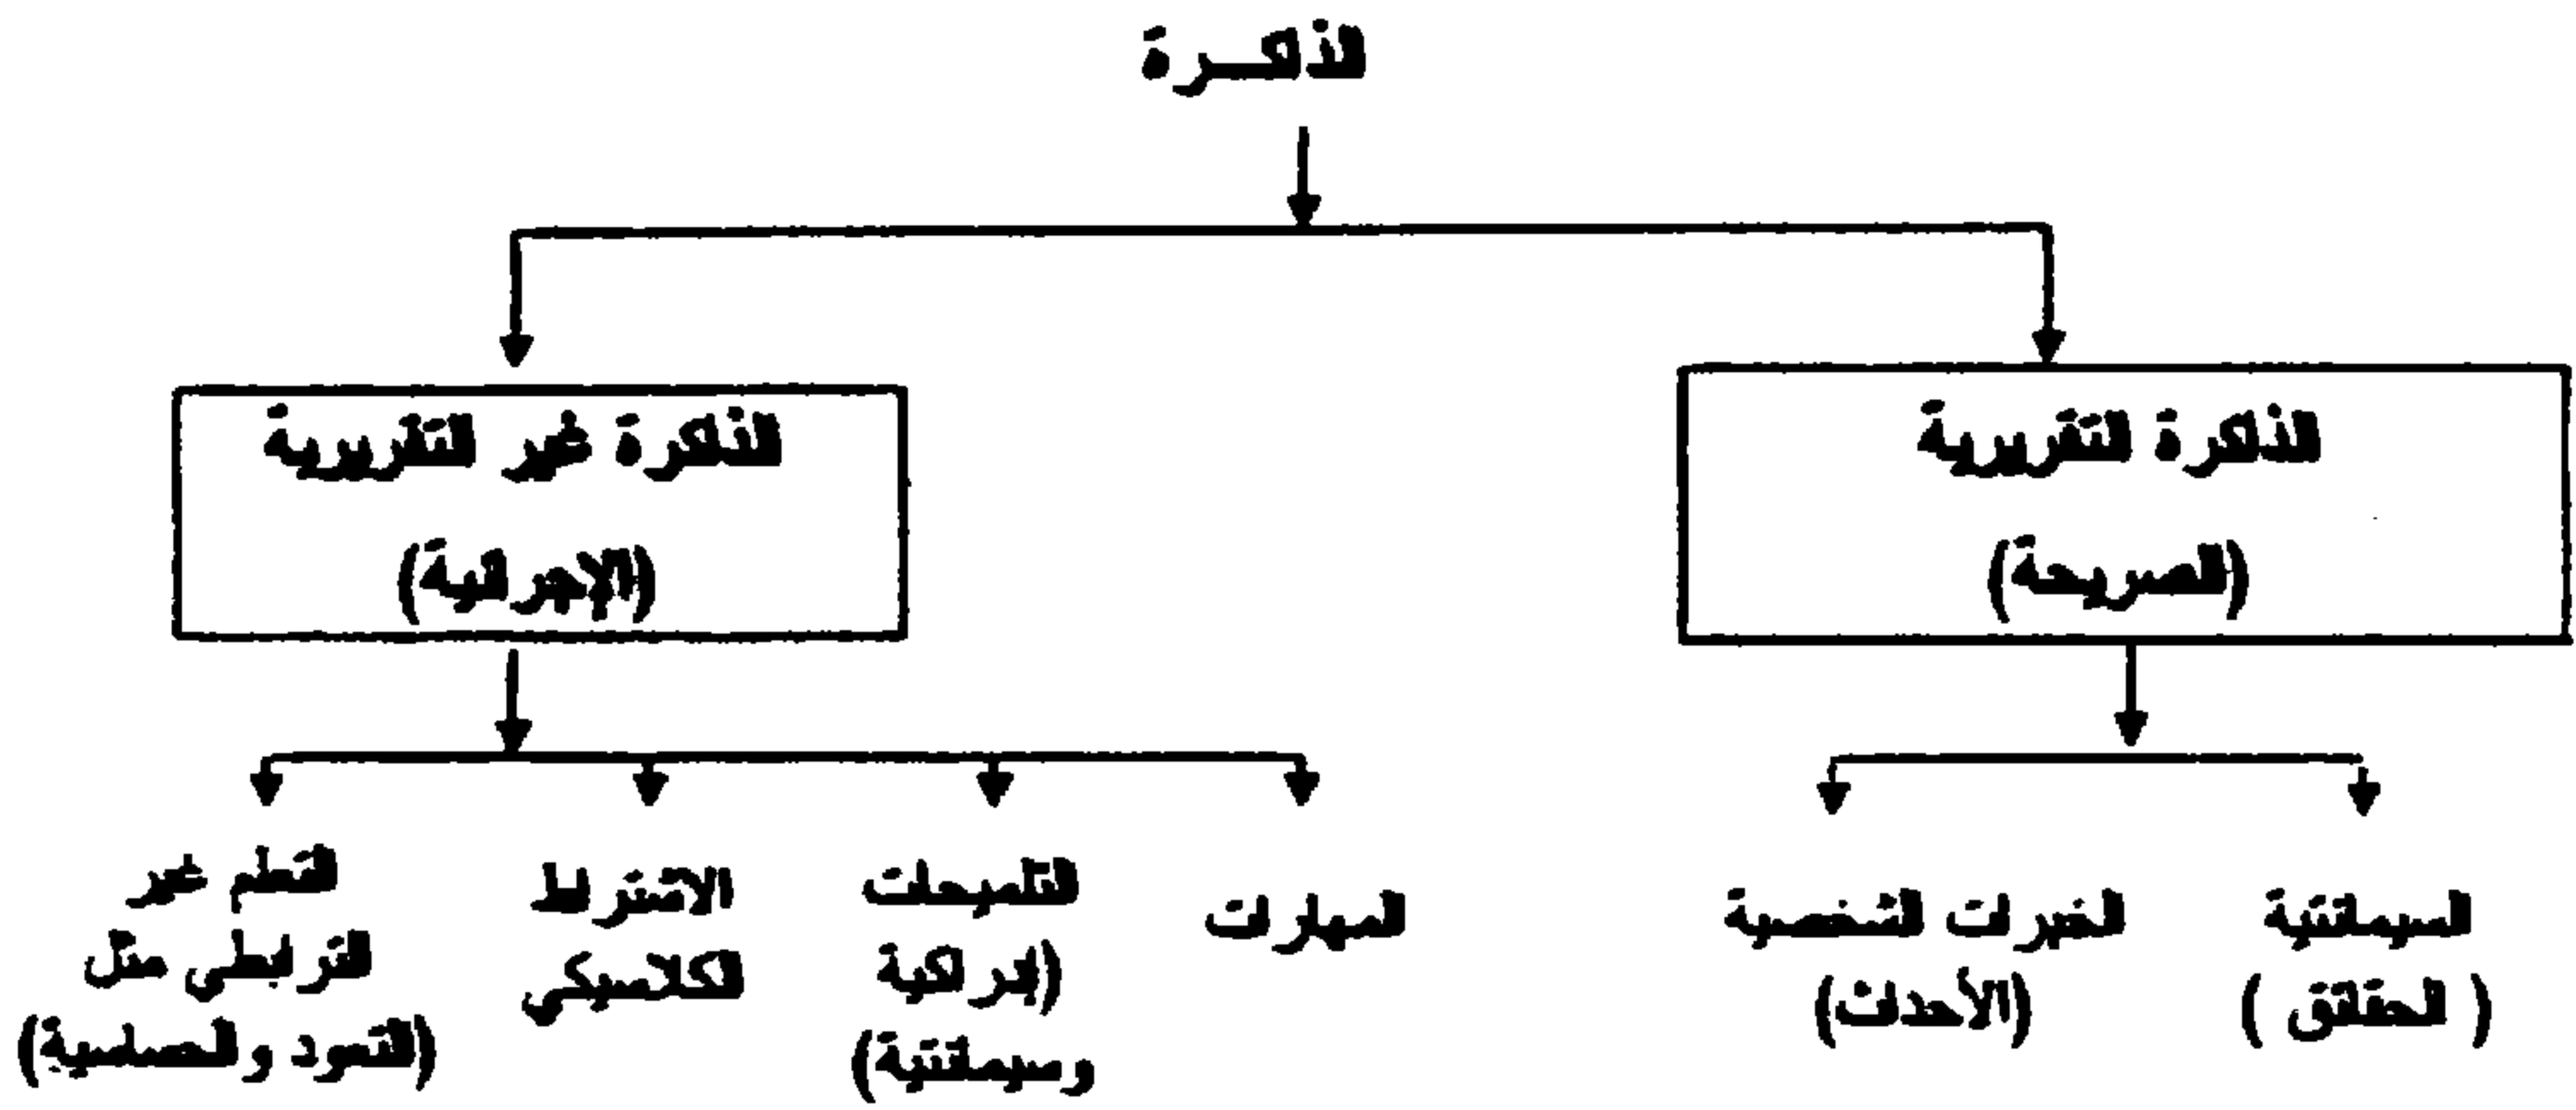 الذاكــرة
الذاكرة التقريرية
(الصريحة)
الذاكرة غير التقريرية
(الإجرائية)
السيمانتية
( الحقائق )
الخبرات الشخصية
(الأحداث)
المهارات
التلميحات
(إدراكية
وسيمانتية)
الاشتراط
الكلاسيكي
التعلم غير
الترابطي مثل
(التعود والحساسية)